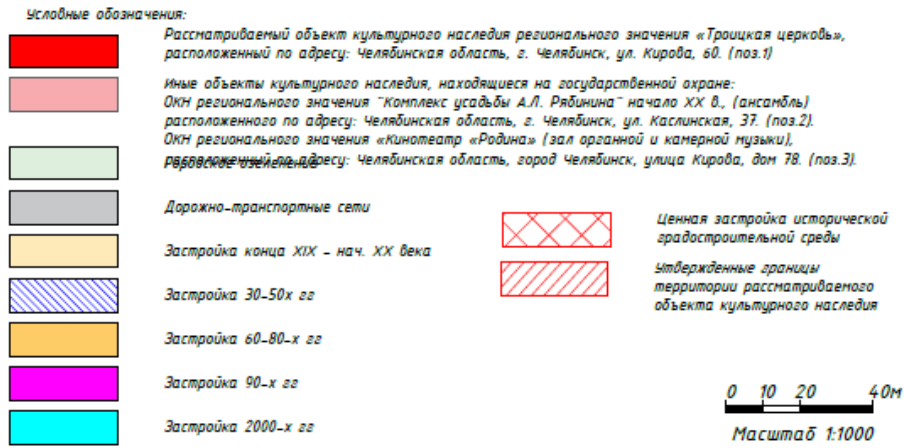 Условные обозначения:
Рассматриваемый объект культурного наследия регионального значения «Троицкая церковь»,
расположенный по адресу: Челябинская область, г. Челябинск, ул. Кирова, 60. (поз.1)
Иные объекты культурного наследия, находящиеся на государственной охране:
ОКН регионального значения "Комплекс усадьбы А.Л. Рябинина" начало XX в., (ансамбль)
расположенного по адресу: Челябинская область, г. Челябинск, ул. Каслинская, 37. (поз.2).
ОКН регионального значения «Кинотеатр «Родина» (зал органной и камерной музыки),
расположенный по адресу: Челябинская область, город Челябинск, улица Кирова, дом 78. (поз.3).
Городское озеленение
Дорожно-транспортные сети
Застройка конца XIX - нач. XX века
Застройка 30-50х гг
Застройка 60-80-х гг
Застройка 90-х гг
Застройка 2000-х гг
Ценная застройка исторической
градостроительной среды
Утвержденные границы
территории рассматриваемого
объекта культурного наследия
0 10 20 40м
Масштаб 1:1000